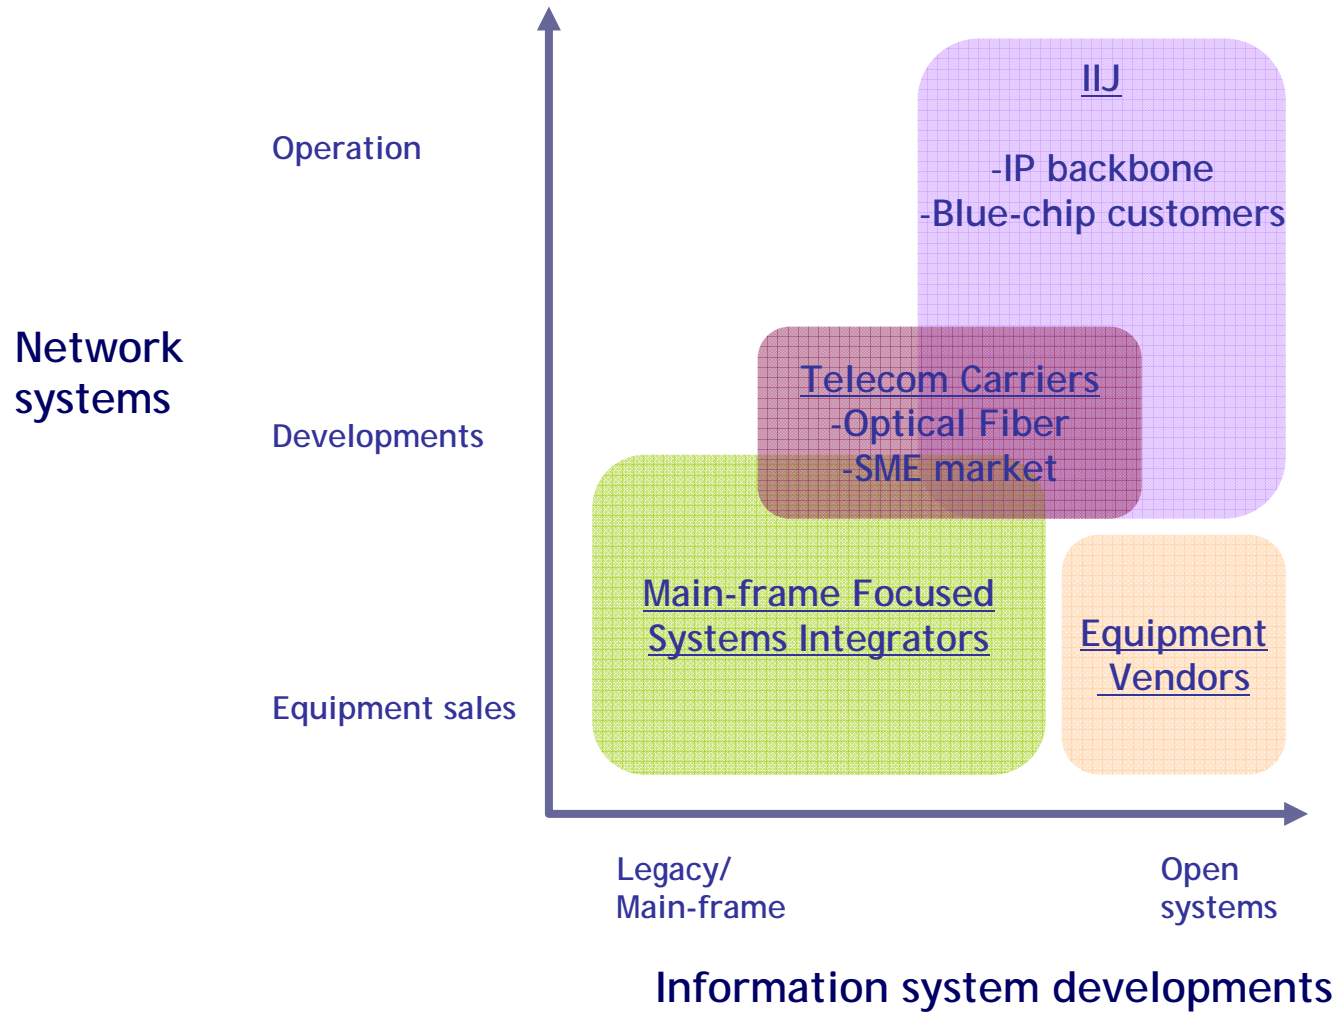 IIJ
Operation
-IP backbone
-Blue-chip customers
Network
systems
Telecom Carriers
-Optical Fiber
-SME market
Developments
Main-frame Focused
Systems Integrators
Equipment
Vendors
Equipment sales
Legacy/
Main-frame
Open
systems
Information system developments